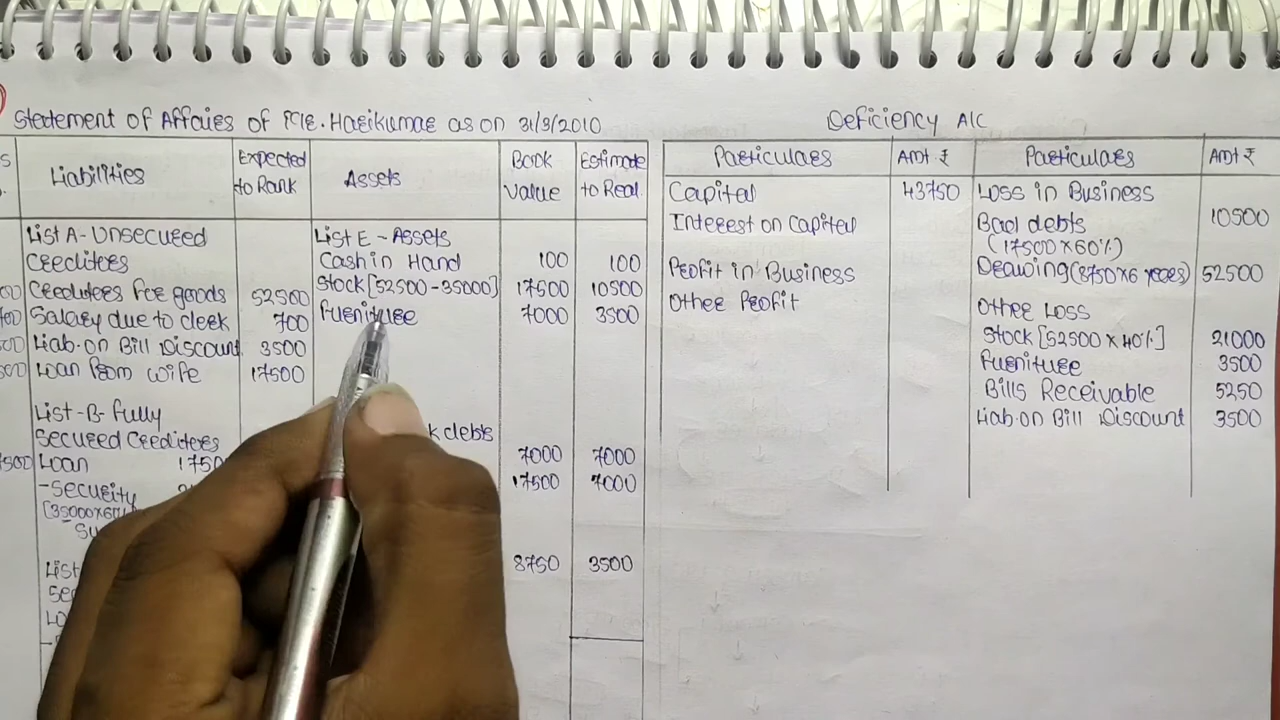 Statement of Affairs of Mr. Harikumar as on 31/3/2010
Liabilities
Expected
to Rank
Assets
Book
Value
Estimate
to Real
List A - Unsecured
Creditors
Creditors for goods 52500
Salary due to clerk 700
Liab. on Bill Discount 3500
Loan from wife 17500
List - B - Fully
Secured Creditors
Loan 1750
- Security
[35000×6
List E - Assets
Cash in Hand 100 100
Stock [52500 - 35000] 17500 10500
Furniture 7000 3500
k debts
7000 7000
17500 7000
8750 3500
Deficiency A/C
Particulars Amt ₹ Particulars Amt ₹
Capital 43750 Loss in Business
Interest on Capital Bad debts 10500
(17500 × 60%)
Profit in Business Drawing (8750×6 years) 52500
Other Profit Other Loss
Stock [52500 × 40%] 21000
Furniture 3500
Bills Receivable 5250
Liab. on Bill Discount 3500